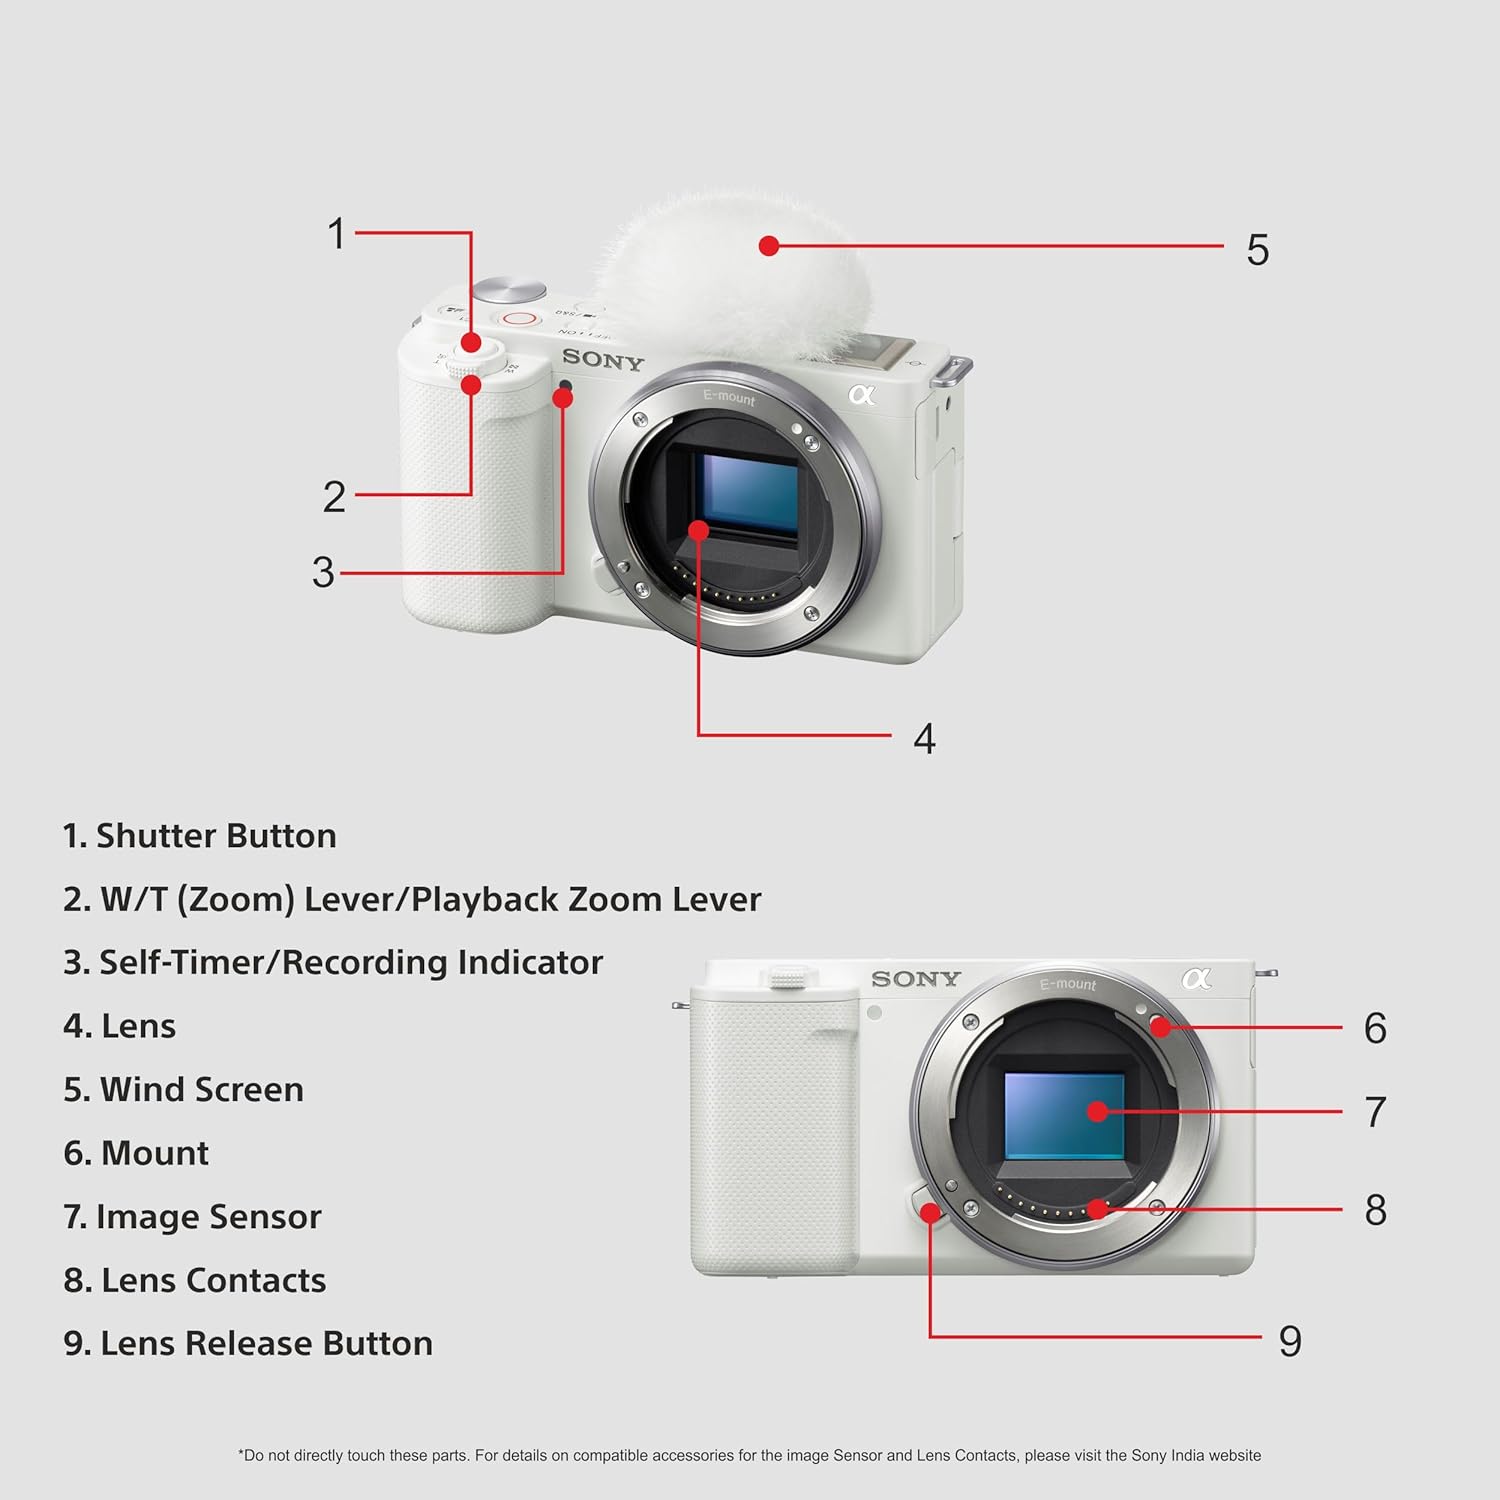 1
5
SONY
E-mount
α
2
3
4
1. Shutter Button
2. W/T (Zoom) Lever/Playback Zoom Lever
3. Self-Timer/Recording Indicator
4. Lens
5. Wind Screen
6. Mount
7. Image Sensor
8. Lens Contacts
9. Lens Release Button
SONY
E-mount
α
6
7
8
9
*Do not directly touch these parts. For details on compatible accessories for the image Sensor and Lens Contacts, please visit the Sony India website